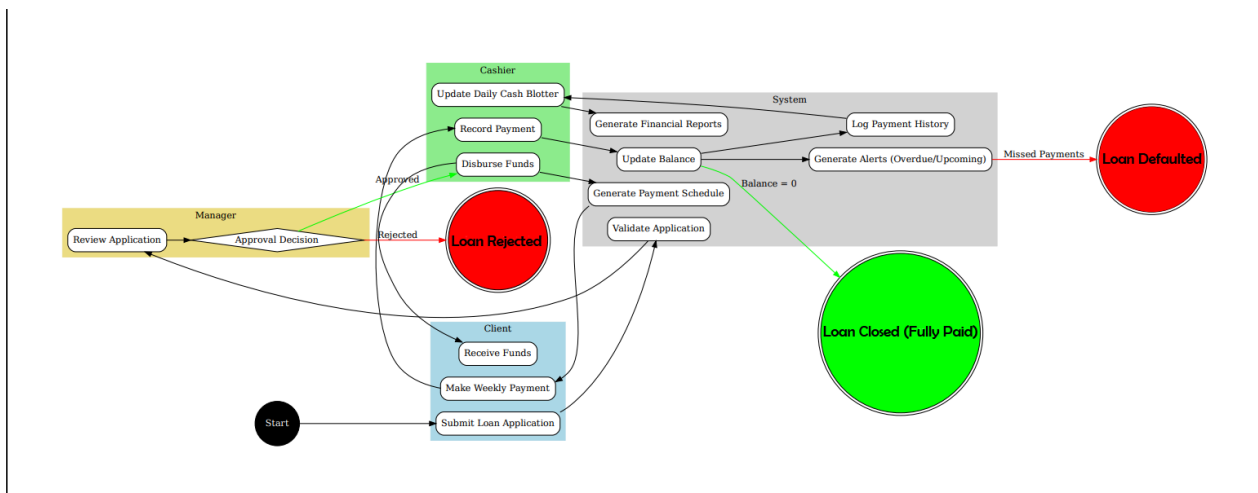 Cashier
Update Daily Cash Blotter
System
Generate Financial Reports
Log Payment History
Record Payment
Update Balance
Generate Alerts (Overdue/Upcoming)
Missed Payments
Loan Defaulted
Disburse Funds
Approved
Balance = 0
Generate Payment Schedule
Manager
Validate Application
Review Application
Approval Decision
Rejected
Loan Rejected
Client
Loan Closed (Fully Paid)
Receive Funds
Make Weekly Payment
Start
Submit Loan Application